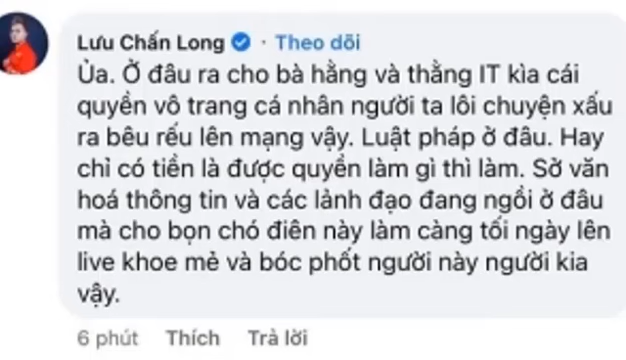 Lưu Chấn Long · Theo dõi
Ủa. Ở đâu ra cho bà hằng và thằng IT kìa cái
quyền vô trang cá nhân người ta lôi chuyện xấu
ra bêu rếu lên mạng vậy. Luật pháp ở đâu. Hay
chỉ có tiền là được quyền làm gì thì làm. Sở văn
hoá thông tin và các lảnh đạo đang ngồi ở đâu
mà cho bọn chó điên này làm càng tối ngày lên
live khoe mẻ và bóc phốt người này người kia
vậy.
6 phút Thích Trả lời